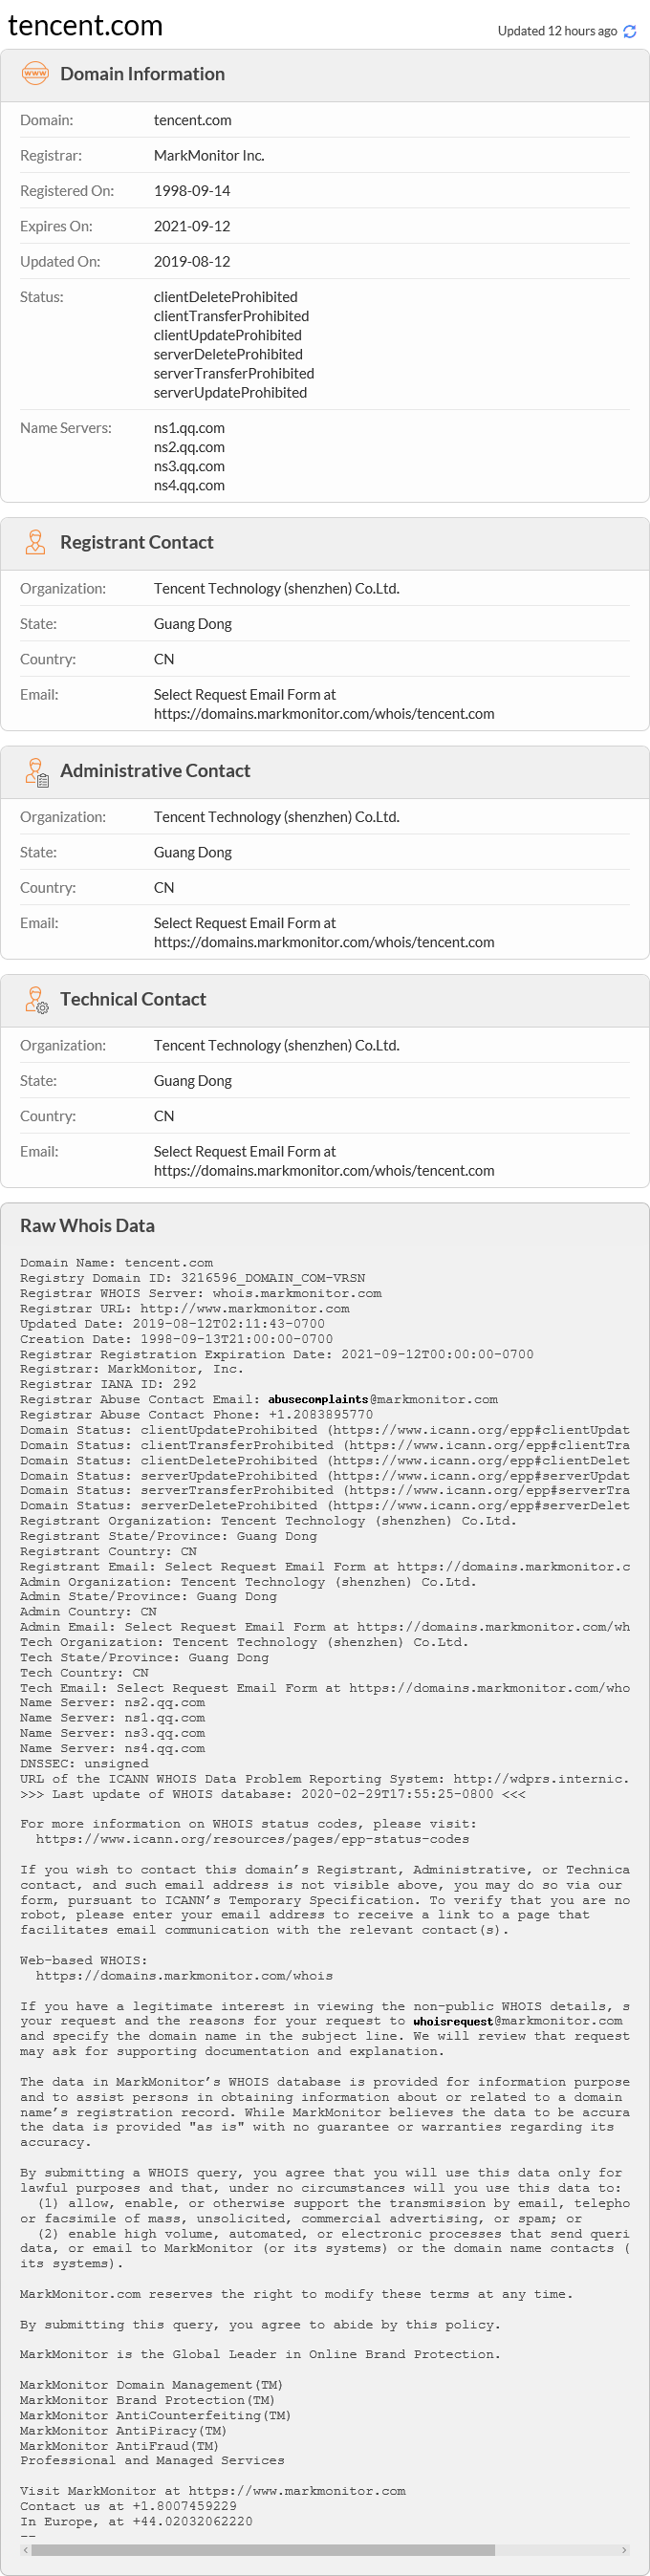 tencent.com
Updated 12 hours ago
www
Domain Information
Domain: tencent.com
Registrar: MarkMonitor Inc.
Registered On: 1998-09-14
Expires On: 2021-09-12
Updated On: 2019-08-12
Status: clientDeleteProhibited
clientTransferProhibited
clientUpdateProhibited
serverDeleteProhibited
serverTransferProhibited
serverUpdateProhibited
Name Servers: ns1.qq.com
ns2.qq.com
ns3.qq.com
ns4.qq.com
Registrant Contact
Organization: Tencent Technology (shenzhen) Co.Ltd.
State: Guang Dong
Country: CN
Email: Select Request Email Form at
https://domains.markmonitor.com/whois/tencent.com
Administrative Contact
Organization: Tencent Technology (shenzhen) Co.Ltd.
State: Guang Dong
Country: CN
Email: Select Request Email Form at
https://domains.markmonitor.com/whois/tencent.com
Technical Contact
Organization: Tencent Technology (shenzhen) Co.Ltd.
State: Guang Dong
Country: CN
Email: Select Request Email Form at
https://domains.markmonitor.com/whois/tencent.com
Raw Whois Data
Domain Name: tencent.com
Registry Domain ID: 3216596_DOMAIN_COM-VRSN
Registrar WHOIS Server: whois.markmonitor.com
Registrar URL: http://www.markmonitor.com
Updated Date: 2019-08-12T02:11:43-0700
Creation Date: 1998-09-13T21:00:00-0700
Registrar Registration Expiration Date: 2021-09-12T00:00:00-0700
Registrar: MarkMonitor, Inc.
Registrar IANA ID: 292
Registrar Abuse Contact Email: abusecomplaints@markmonitor.com
Registrar Abuse Contact Phone: +1.2083895770
Domain Status: clientUpdateProhibited (https://www.icann.org/epp#clientUpdat
Domain Status: clientTransferProhibited (https://www.icann.org/epp#clientTra
Domain Status: clientDeleteProhibited (https://www.icann.org/epp#clientDelet
Domain Status: serverUpdateProhibited (https://www.icann.org/epp#serverUpdat
Domain Status: serverTransferProhibited (https://www.icann.org/epp#serverTra
Domain Status: serverDeleteProhibited (https://www.icann.org/epp#serverDelet
Registrant Organization: Tencent Technology (shenzhen) Co.Ltd.
Registrant State/Province: Guang Dong
Registrant Country: CN
Registrant Email: Select Request Email Form at https://domains.markmonitor.c
Admin Organization: Tencent Technology (shenzhen) Co.Ltd.
Admin State/Province: Guang Dong
Admin Country: CN
Admin Email: Select Request Email Form at https://domains.markmonitor.com/wh
Tech Organization: Tencent Technology (shenzhen) Co.Ltd.
Tech State/Province: Guang Dong
Tech Country: CN
Tech Email: Select Request Email Form at https://domains.markmonitor.com/who
Name Server: ns2.qq.com
Name Server: ns1.qq.com
Name Server: ns3.qq.com
Name Server: ns4.qq.com
DNSSEC: unsigned
URL of the ICANN WHOIS Data Problem Reporting System: http://wdprs.internic.
>>> Last update of WHOIS database: 2020-02-29T17:55:25-0800 <<<
For more information on WHOIS status codes, please visit:
https://www.icann.org/resources/pages/epp-status-codes
If you wish to contact this domain’s Registrant, Administrative, or Technica
contact, and such email address is not visible above, you may do so via our
form, pursuant to ICANN’s Temporary Specification. To verify that you are no
robot, please enter your email address to receive a link to a page that
facilitates email communication with the relevant contact(s).
Web-based WHOIS:
https://domains.markmonitor.com/whois
If you have a legitimate interest in viewing the non-public WHOIS details, s
your request and the reasons for your request to whoisrequest@markmonitor.com
and specify the domain name in the subject line. We will review that request
may ask for supporting documentation and explanation.
The data in MarkMonitor’s WHOIS database is provided for information purpose
and to assist persons in obtaining information about or related to a domain
name’s registration record. While MarkMonitor believes the data to be accura
the data is provided "as is" with no guarantee or warranties regarding its
accuracy.
By submitting a WHOIS query, you agree that you will use this data only for
lawful purposes and that, under no circumstances will you use this data to:
(1) allow, enable, or otherwise support the transmission by email, telepho
or facsimile of mass, unsolicited, commercial advertising, or spam; or
(2) enable high volume, automated, or electronic processes that send queri
data, or email to MarkMonitor (or its systems) or the domain name contacts (
its systems).
MarkMonitor.com reserves the right to modify these terms at any time.
By submitting this query, you agree to abide by this policy.
MarkMonitor is the Global Leader in Online Brand Protection.
MarkMonitor Domain Management(TM)
MarkMonitor Brand Protection(TM)
MarkMonitor AntiCounterfeiting(TM)
MarkMonitor AntiPiracy(TM)
MarkMonitor AntiFraud(TM)
Professional and Managed Services
Visit MarkMonitor at https://www.markmonitor.com
Contact us at +1.8007459229
In Europe, at +44.02032062220
--